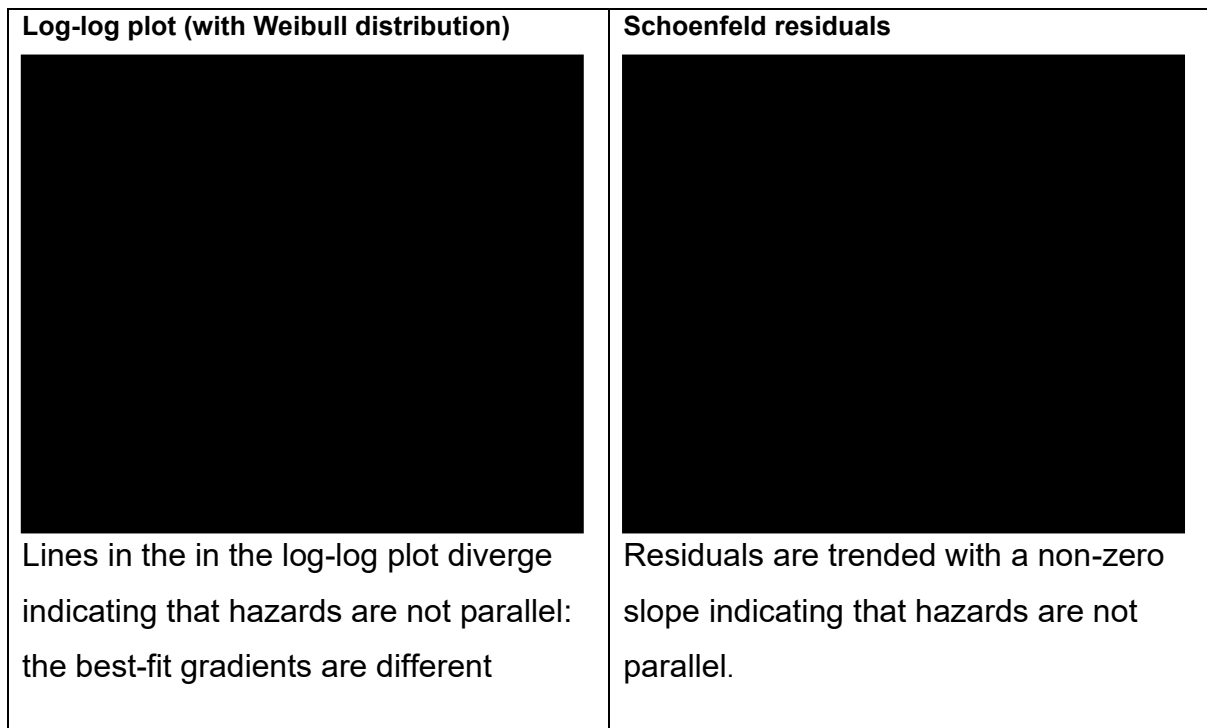 Log-log plot (with Weibull distribution)
Lines in the in the log-log plot diverge
indicating that hazards are not parallel:
the best-fit gradients are different
Schoenfeld residuals
Residuals are trended with a non-zero
slope indicating that hazards are not
parallel.